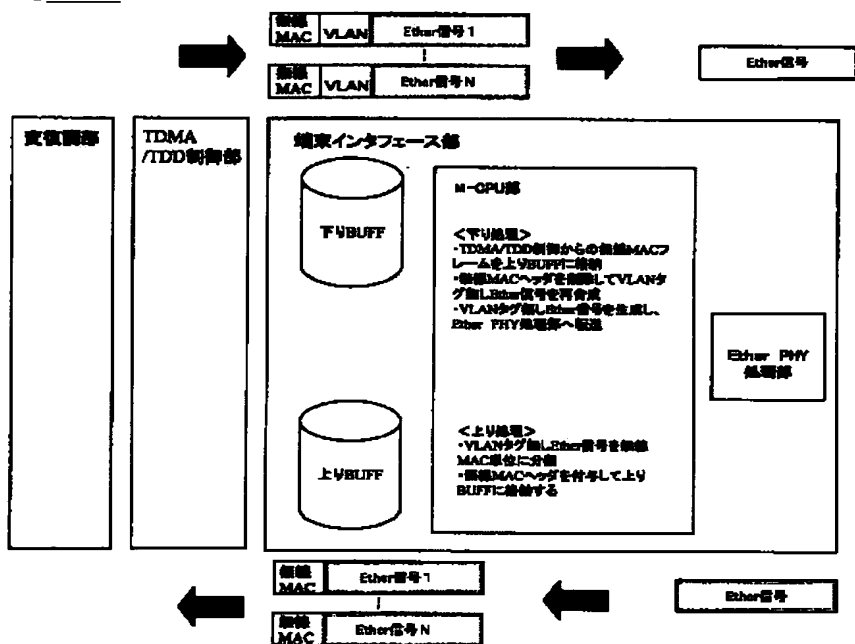 無線
MAC
VLAN
Ether信号1
無線
MAC
VLAN
Ether信号N
Ether信号
変復調部
TDMA
/TDD制御部
端末インタフェース部
下りBUFF
M-CPU部
<下り処理>
・TDMA/TDD制御からの無線MACフ
レームを上りBUFFに格納
・無線MACヘッダを削除してVLANタ
グ無しEther信号を再合成
・VLANタグ無しEther信号を生成し、
Ether PHY処理部へ転送
Ether PHY
処理部
上りBUFF
<上り処理>
・VLANタグ無しEther信号を無線
MAC単位に分割
・無線MACヘッダを付与して上り
BUFFに格納する
無線
MAC
Ether信号1
無線
MAC
Ether信号N
Ether信号